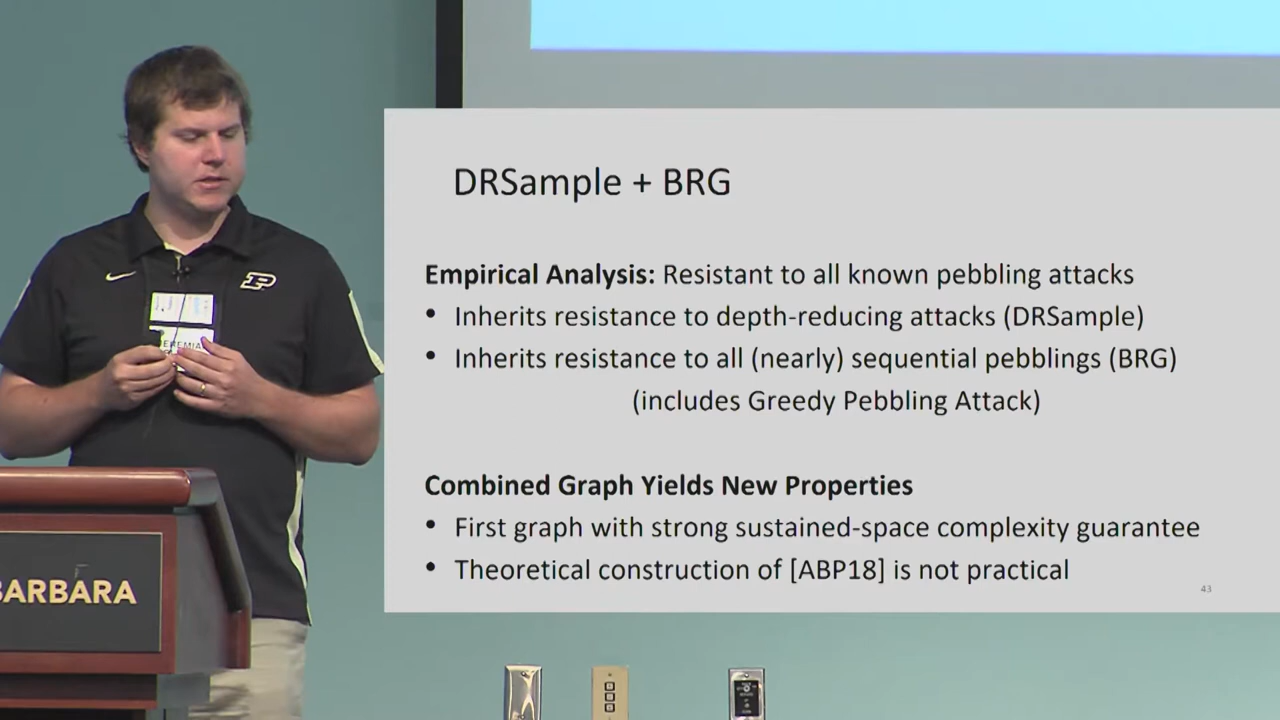 DRSample + BRG
Empirical Analysis: Resistant to all known pebbling attacks
• Inherits resistance to depth-reducing attacks (DRSample)
• Inherits resistance to all (nearly) sequential pebblings (BRG)
(includes Greedy Pebbling Attack)
Combined Graph Yields New Properties
• First graph with strong sustained-space complexity guarantee
• Theoretical construction of [ABP18] is not practical
43
P
JEREMIA
BARBARA